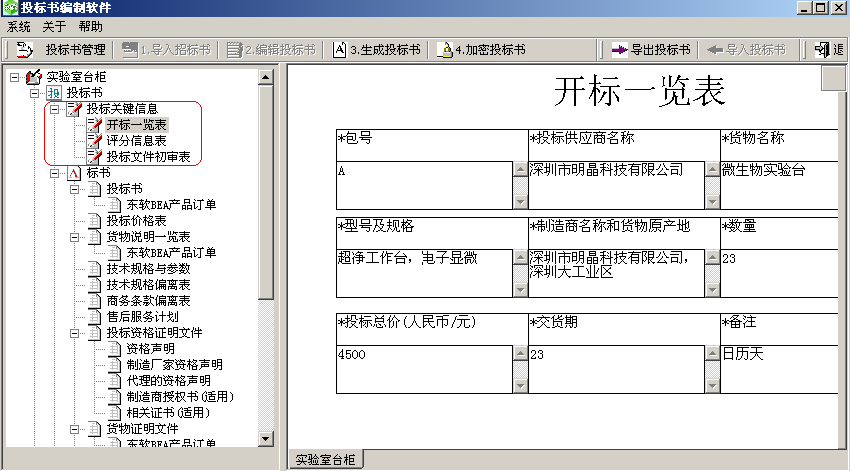 投标书编制软件
系统 关于 帮助
投标书管理 1.导入招标书 2.编辑投标书 3.生成投标书 4.加密投标书 导出投标书 导入投标书 退
实验室台柜
投标书
投标关键信息
开标一览表
评分信息表
投标文件初审表
标书
投标书
东软BEA产品订单
投标价格表
货物说明一览表
东软BEA产品订单
技术规格与参数
技术规格偏离表
商务条款偏离表
售后服务计划
投标资格证明文件
资格声明
制造厂家资格声明
代理的资格声明
制造商授权书(适用)
相关证书(适用)
货物证明文件
东软BEA产品订单
开标一览表
*包号 *投标供应商名称 *货物名称
A 深圳市明晶科技有限公司 微生物实验台
*型号及规格 *制造商名称和货物原产地 *数量
超净工作台，电子显微 深圳市明晶科技有限公司， 23
深圳大工业区
*投标总价(人民币/元) *交货期 *备注
4500 23 日历天
实验室台柜